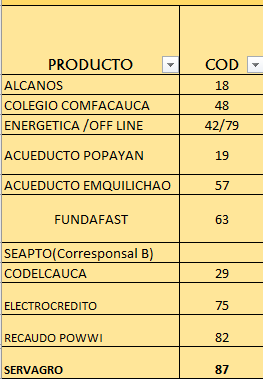 PRODUCTO COD
ALCANOS 18
COLEGIO COMFACAUCA 48
ENERGETICA /OFF LINE 42/79
ACUEDUCTO POPAYAN 19
ACUEDUCTO EMQUILICHAO 57
FUNDAFAST 63
SEAPTO(Corresponsal B)
CODELCAUCA 29
ELECTROCREDITO 75
RECAUDO POWWI 82
SERVAGRO 87